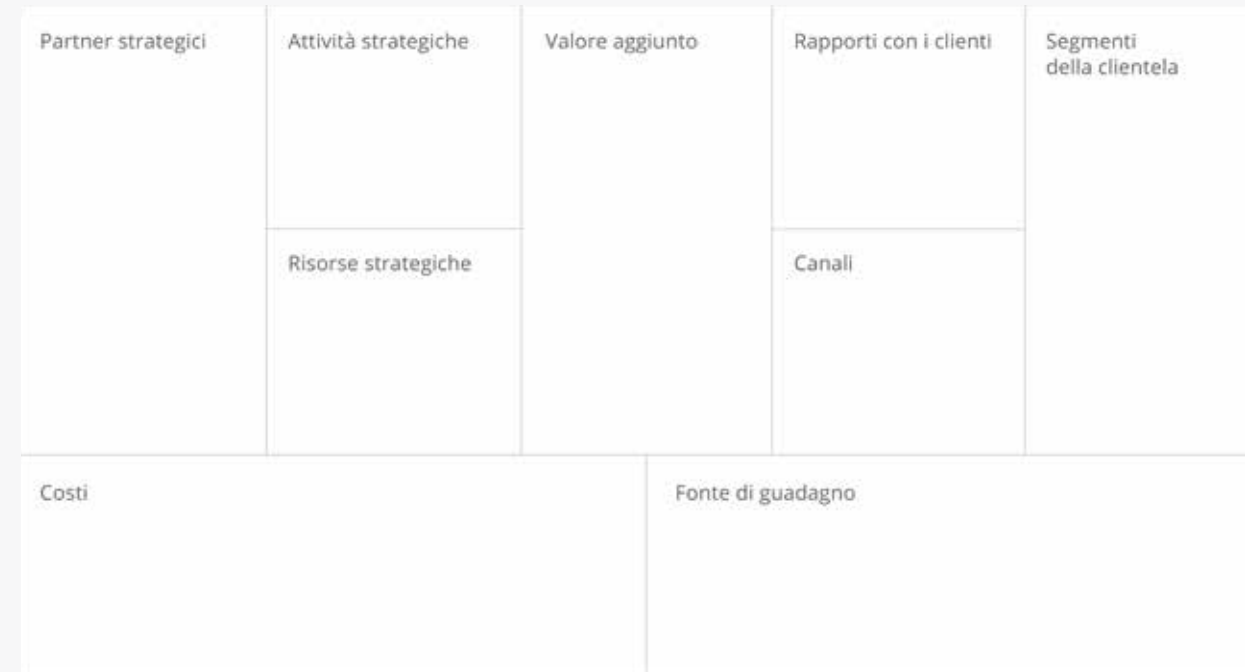 Partner strategici
Attività strategiche
Valore aggiunto
Rapporti con i clienti
Segmenti
della clientela
Risorse strategiche
Canali
Costi
Fonte di guadagno